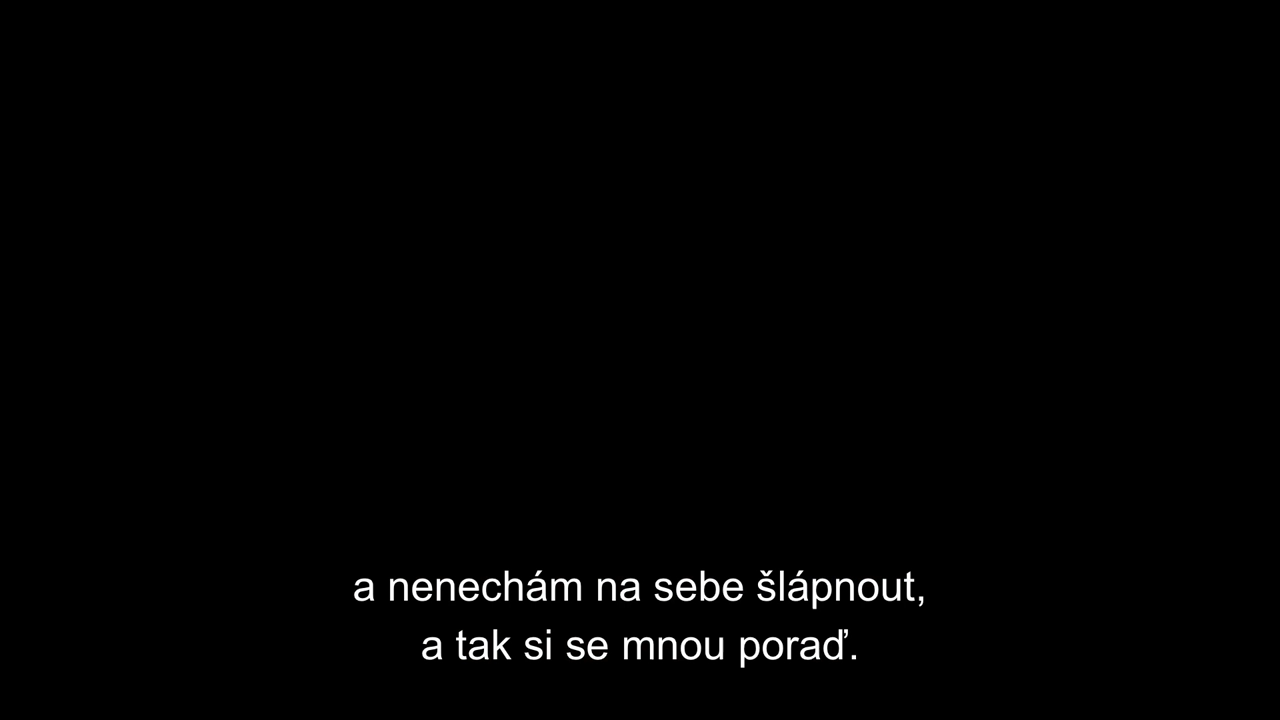 a nenechám na sebe šlápnout,
a tak si se mnou poraď.